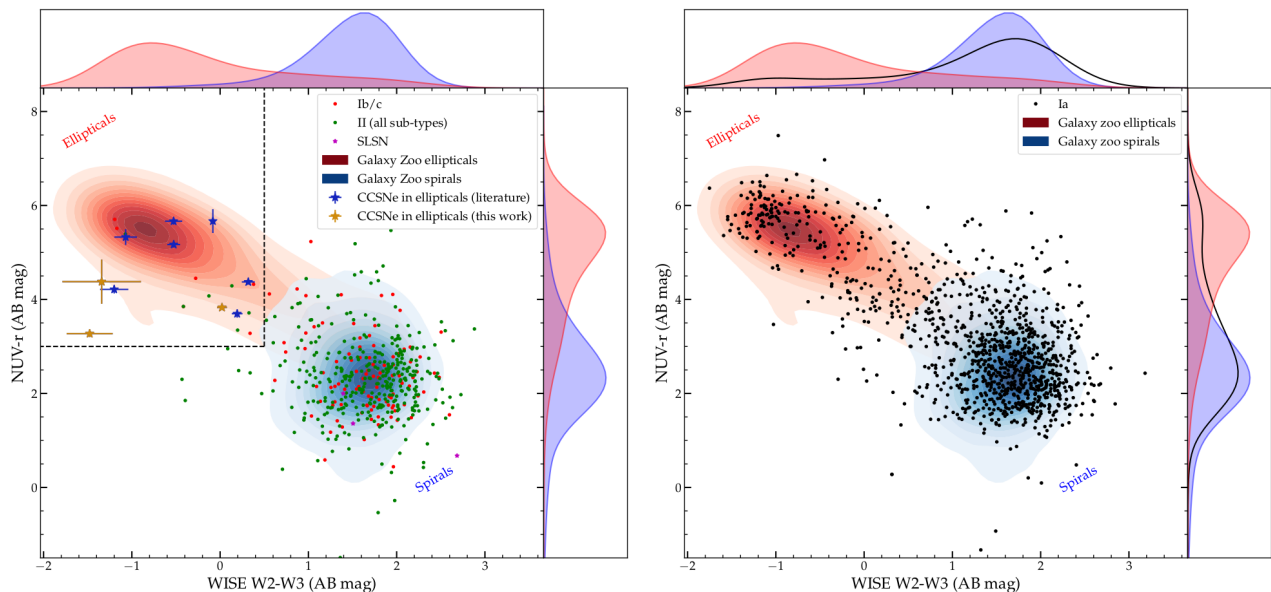 Ellipticals
Ib/c
II (all sub-types)
SLSN
Galaxy Zoo ellipticals
Galaxy Zoo spirals
CCSNe in ellipticals (literature)
CCSNe in ellipticals (this work)
Spirals
NUV-r (AB mag)
8
6
4
2
0
−2
−1
0
1
2
3
WISE W2-W3 (AB mag)
Ellipticals
Ia
Galaxy zoo ellipticals
Galaxy zoo spirals
Spirals
NUV-r (AB mag)
8
6
4
2
0
−2
−1
0
1
2
3
WISE W2-W3 (AB mag)